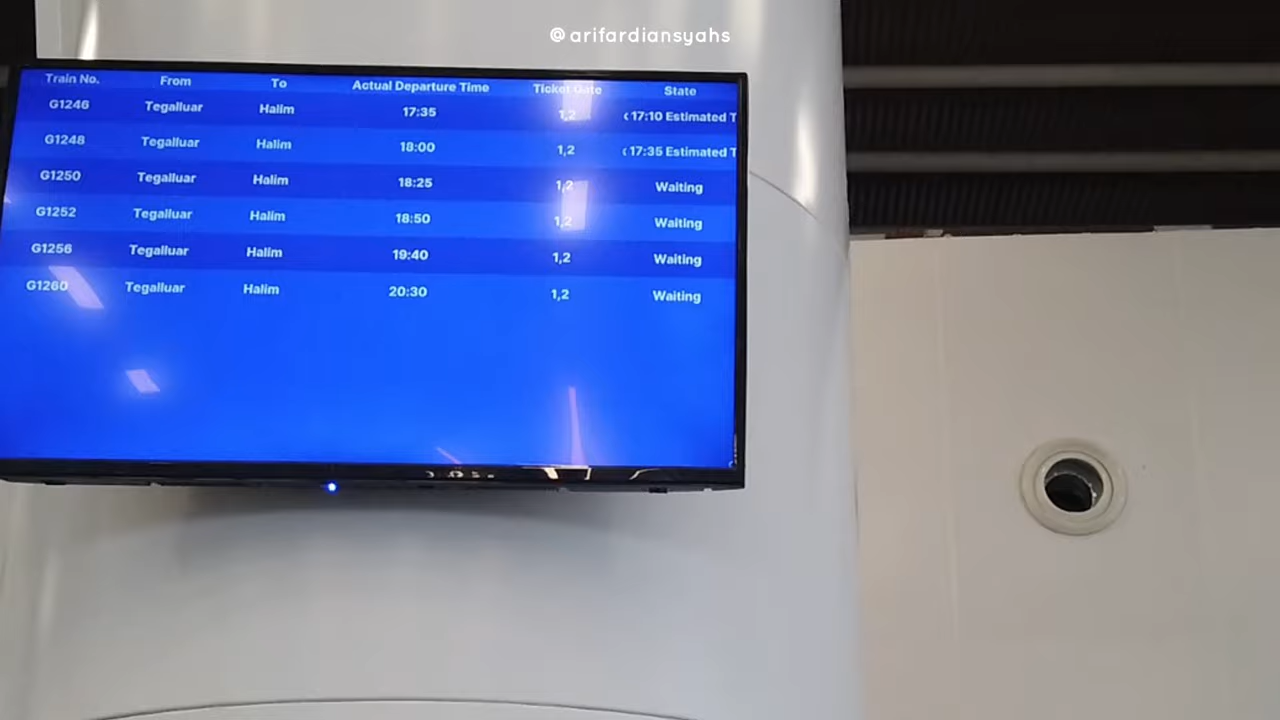 @arifardiansyahs
Train No. From To Actual Departure Time Ticket Gate State
G1246 Tegalluar Halim 17:35 1,2 17:10 Estimated T
G1248 Tegalluar Halim 18:00 1,2 17:35 Estimated T
G1250 Tegalluar Halim 18:25 1,2 Waiting
G1252 Tegalluar Halim 18:50 1,2 Waiting
G1256 Tegalluar Halim 19:40 1,2 Waiting
G1260 Tegalluar Halim 20:30 1,2 Waiting